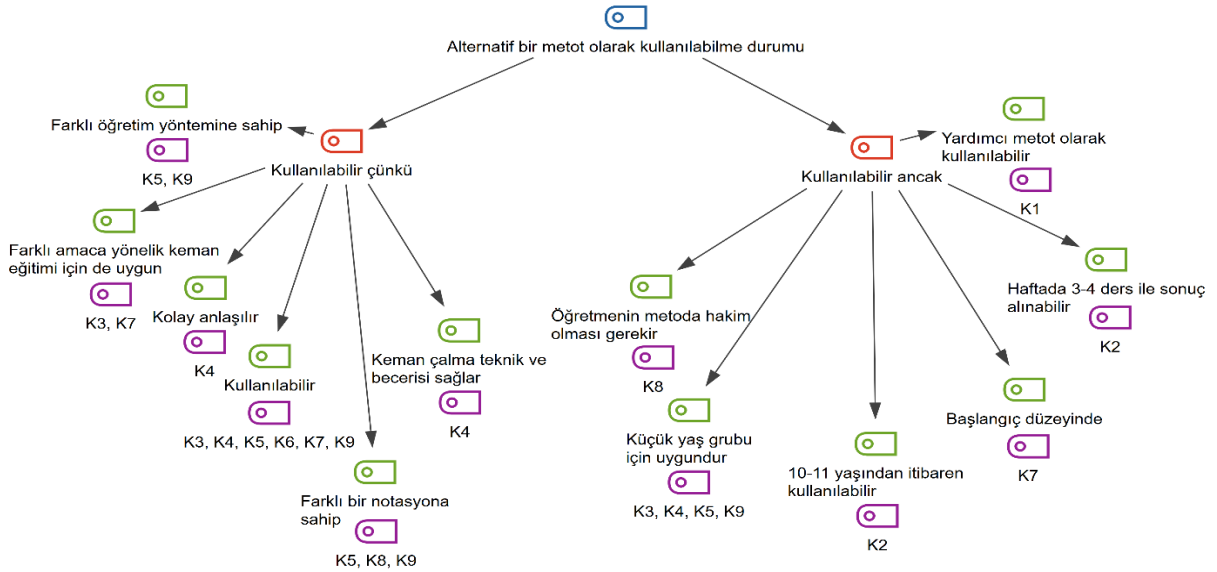 Alternatif bir metot olarak kullanılabilme durumu
Farklı öğretim yöntemine sahip
K5, K9
Kullanılabilir çünkü
Farklı amaca yönelik keman
eğitimi için de uygun
K3, K7
Kolay anlaşılır
K4
Kullanılabilir
K3, K4, K5, K6, K7, K9
Farklı bir notasyona
sahip
K5, K8, K9
Keman çalma teknik ve
becerisi sağlar
K4
Kullanılabilir ancak
Yardımcı metot olarak
kullanılabilir
K1
Öğretmenin metoda hakim
olması gerekir
K8
Küçük yaş grubu
için uygundur
K3, K4, K5, K9
10-11 yaşından itibaren
kullanılabilir
K2
Başlangıç düzeyinde
K7
Haftada 3-4 ders ile sonuç
alınabilir
K2